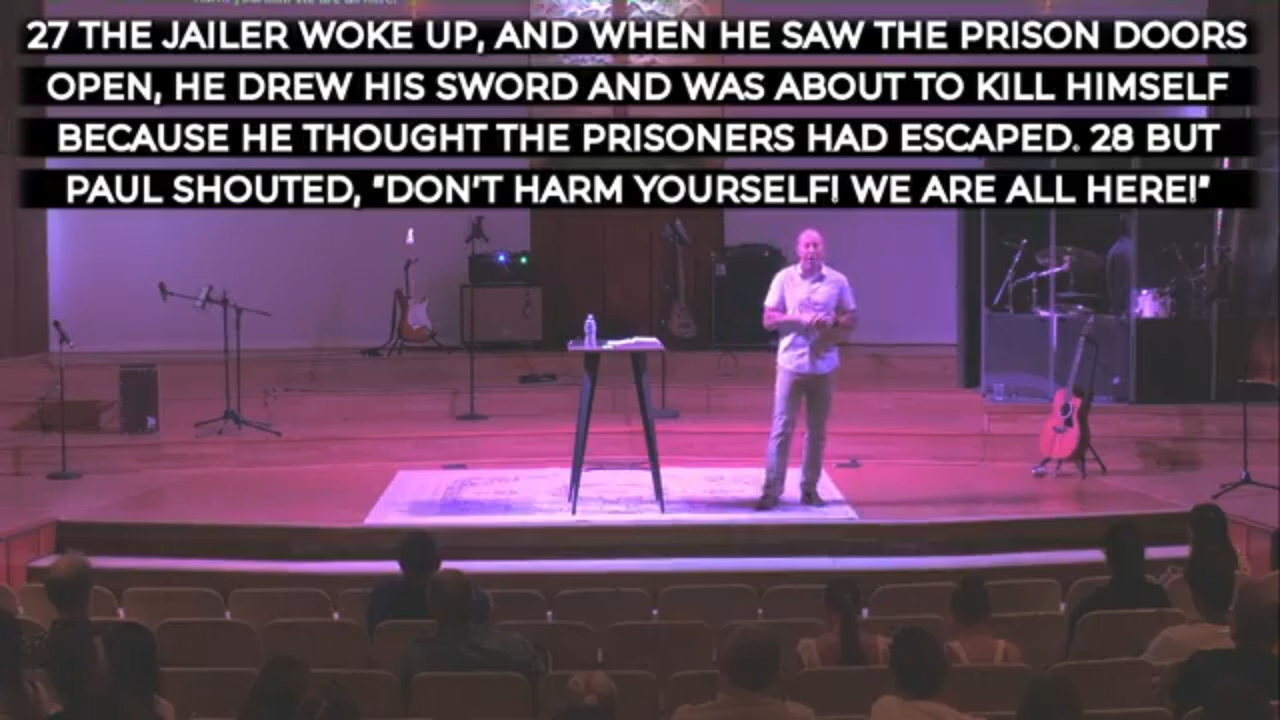 27 THE JAILER WOKE UP, AND WHEN HE SAW THE PRISON DOORS
OPEN, HE DREW HIS SWORD AND WAS ABOUT TO KILL HIMSELF
BECAUSE HE THOUGHT THE PRISONERS HAD ESCAPED. 28 BUT
PAUL SHOUTED, "DON'T HARM YOURSELF! WE ARE ALL HERE!"